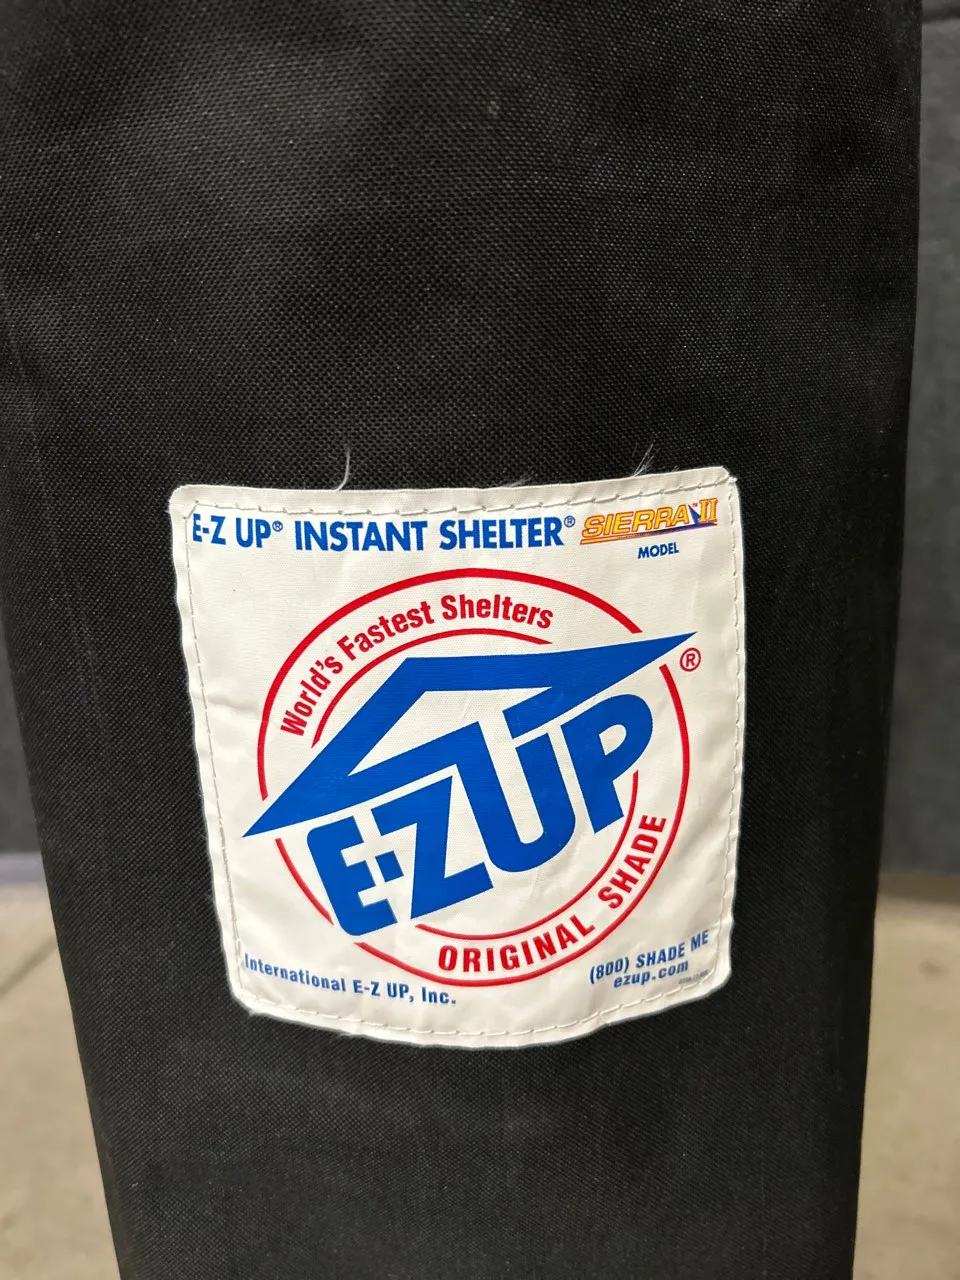 E-Z UP® INSTANT SHELTER® SIERRA II™
MODEL
World's Fastest Shelters
E-Z UP®
ORIGINAL SHADE
International E-Z UP, Inc.
(800) SHADE ME
ezup.com